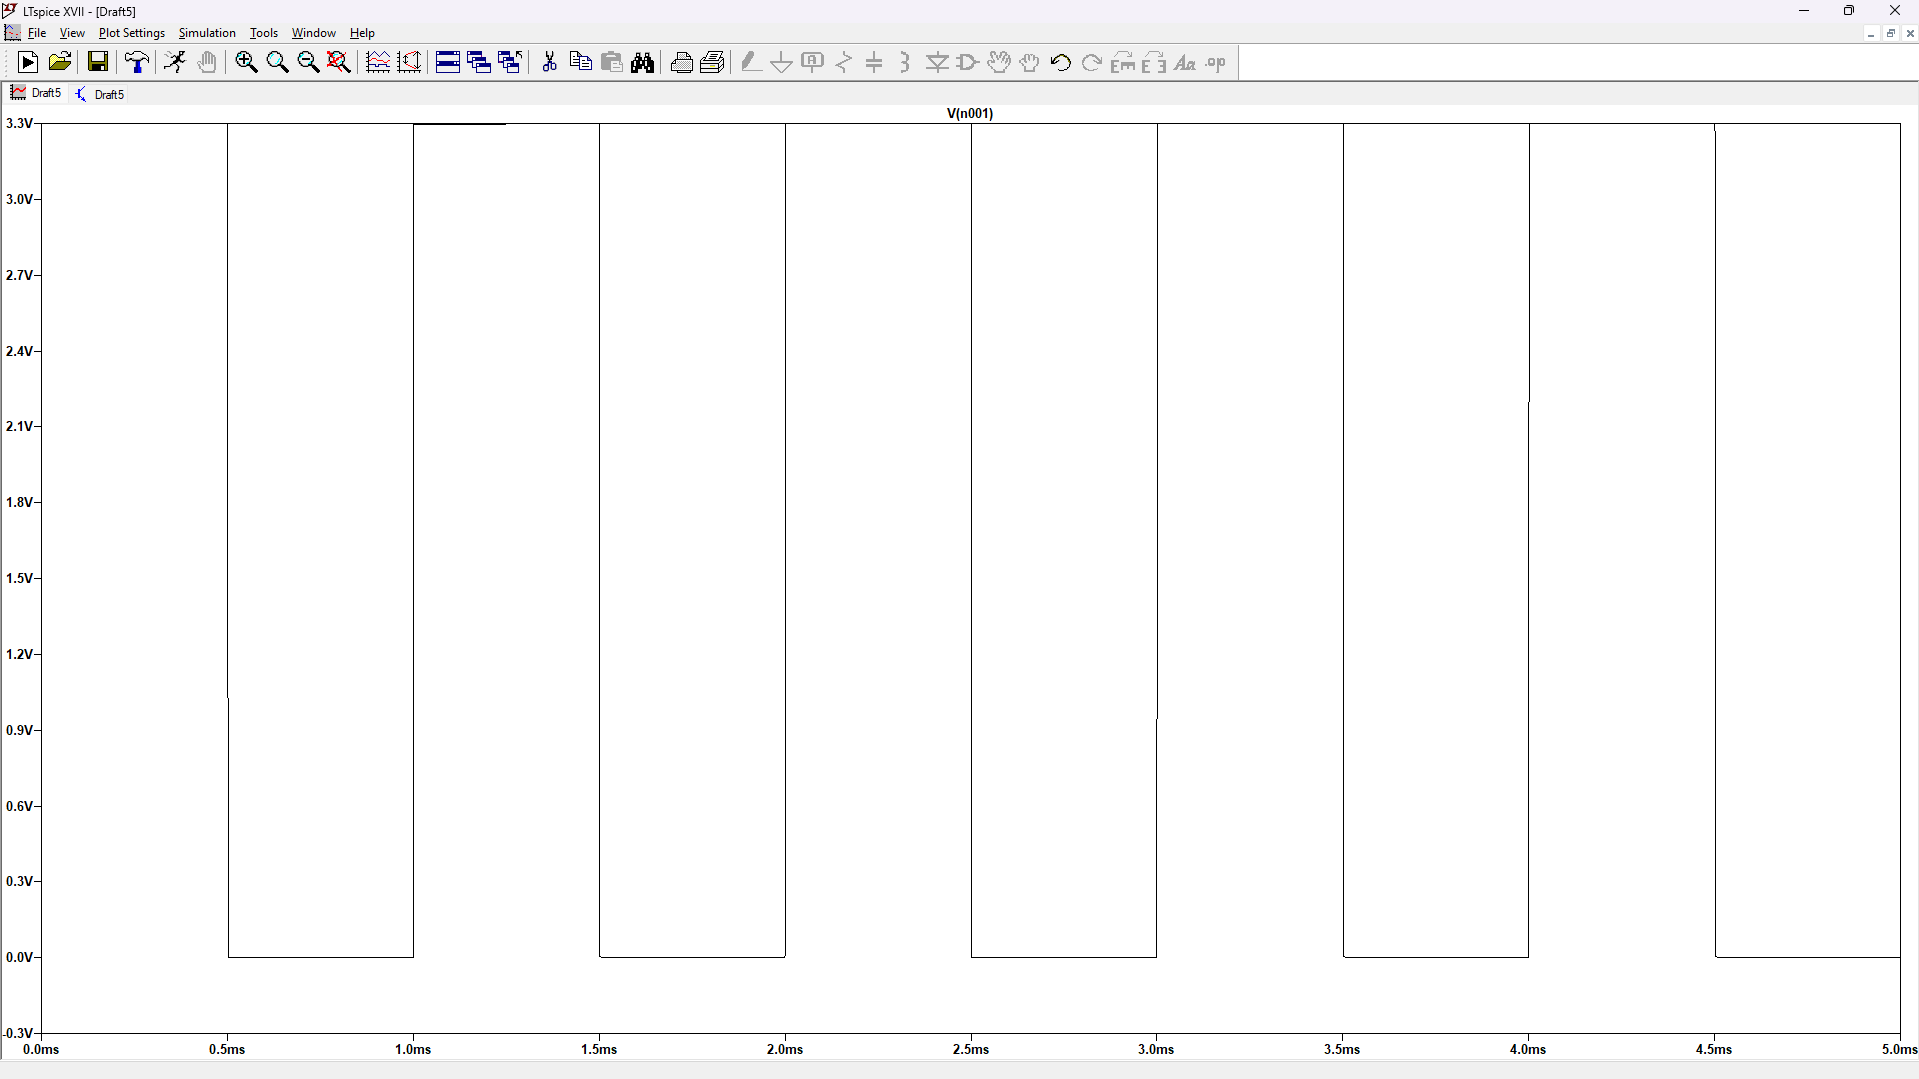 LTspice XVII - [Draft5]
File View Plot Settings Simulation Tools Window Help
Aa .op
Draft5 Draft5
V(n001)
3.3V
3.0V
2.7V
2.4V
2.1V
1.8V
1.5V
1.2V
0.9V
0.6V
0.3V
0.0V
-0.3V
0.0ms 0.5ms 1.0ms 1.5ms 2.0ms 2.5ms 3.0ms 3.5ms 4.0ms 4.5ms 5.0ms